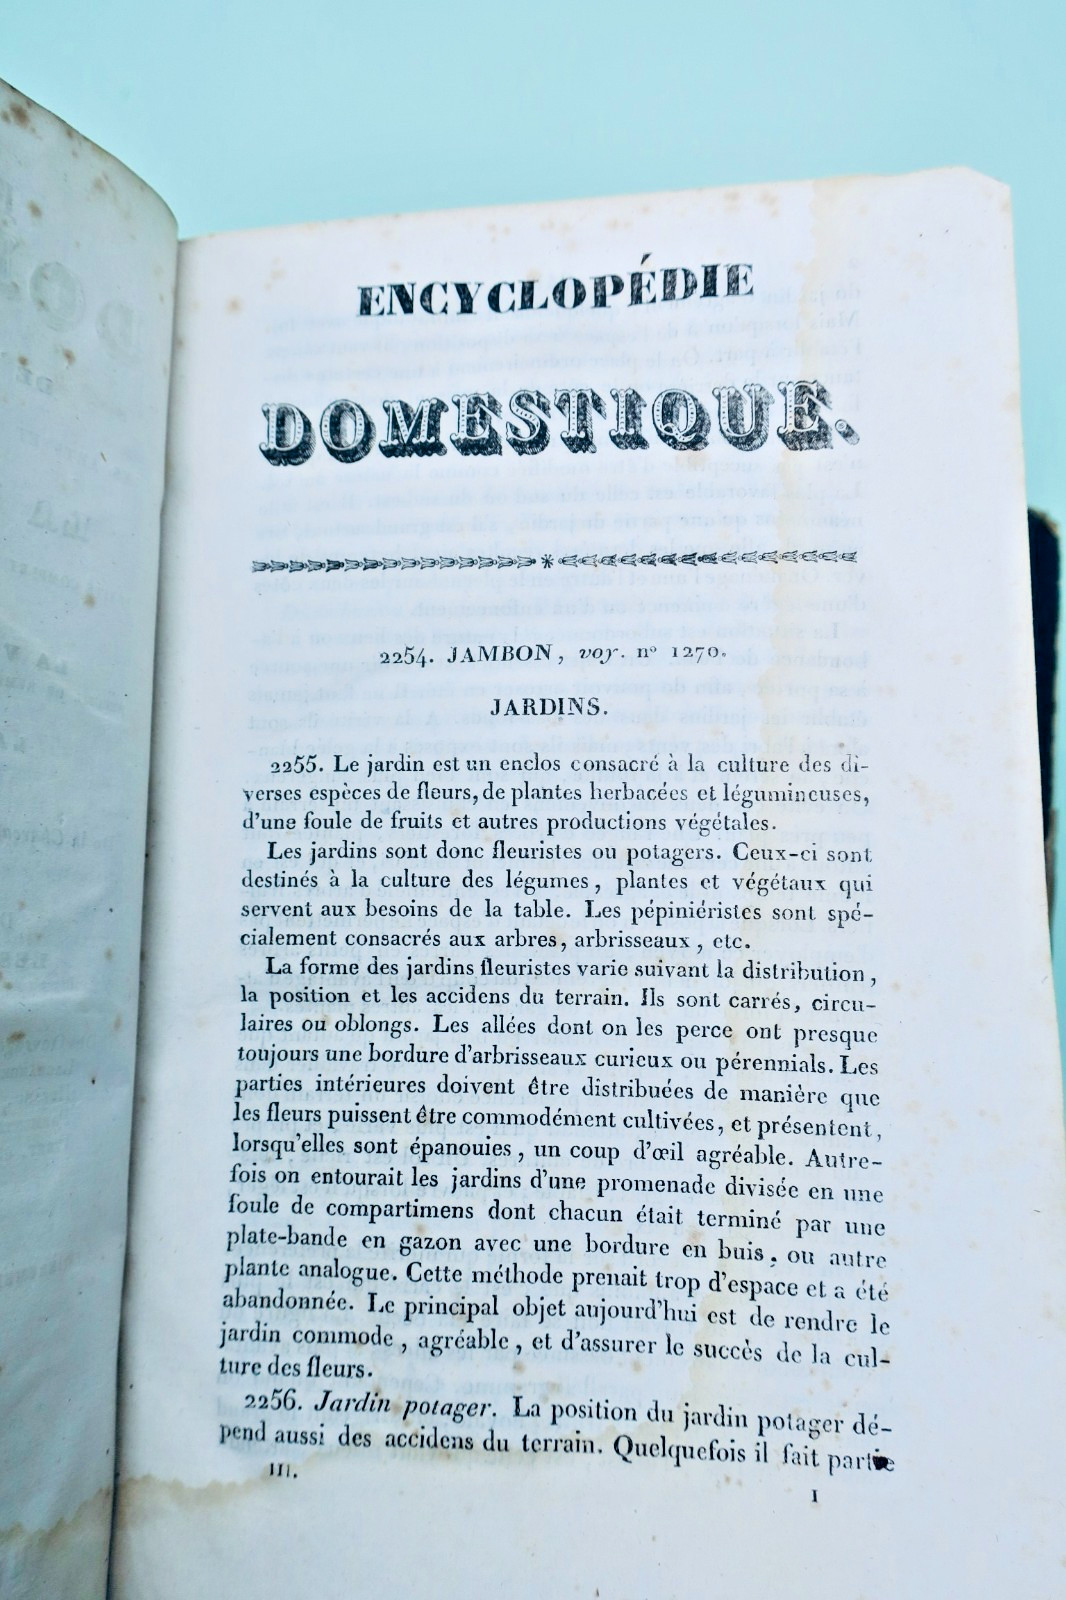 ENCYCLOPÉDIE
DOMESTIQUE.
2254. JAMBON, voy. n° 1270.
JARDINS.
2255. Le jardin est un enclos consacré à la culture des di-
verses espèces de fleurs, de plantes herbacées et légumineuses,
d'une foule de fruits et autres productions végétales.
Les jardins sont donc fleuristes ou potagers. Ceux-ci sont
destinés à la culture des légumes, plantes et végétaux qui
servent aux besoins de la table. Les pépiniéristes sont spé-
cialement consacrés aux arbres, arbrisseaux, etc.
La forme des jardins fleuristes varie suivant la distribution,
la position et les accidens du terrain. Ils sont carrés, circu-
laires ou oblongs. Les allées dont on les perce ont presque
toujours une bordure d'arbrisseaux curieux ou pérennials. Les
parties intérieures doivent être distribuées de manière que
les fleurs puissent être commodément cultivées, et présentent,
lorsqu'elles sont épanouies, un coup d'œil agréable. Autre-
fois on entourait les jardins d'une promenade divisée en une
foule de compartimens dont chacun était terminé par une
plate-bande en gazon avec une bordure en buis, ou autre
plante analogue. Cette méthode prenait trop d'espace et a été
abandonnée. Le principal objet aujourd'hui est de rendre le
jardin commode, agréable, et d'assurer le succès de la cul-
ture des fleurs.
2256. Jardin potager. La position du jardin potager dé-
pend aussi des accidens du terrain. Quelquefois il fait partie
III.
1